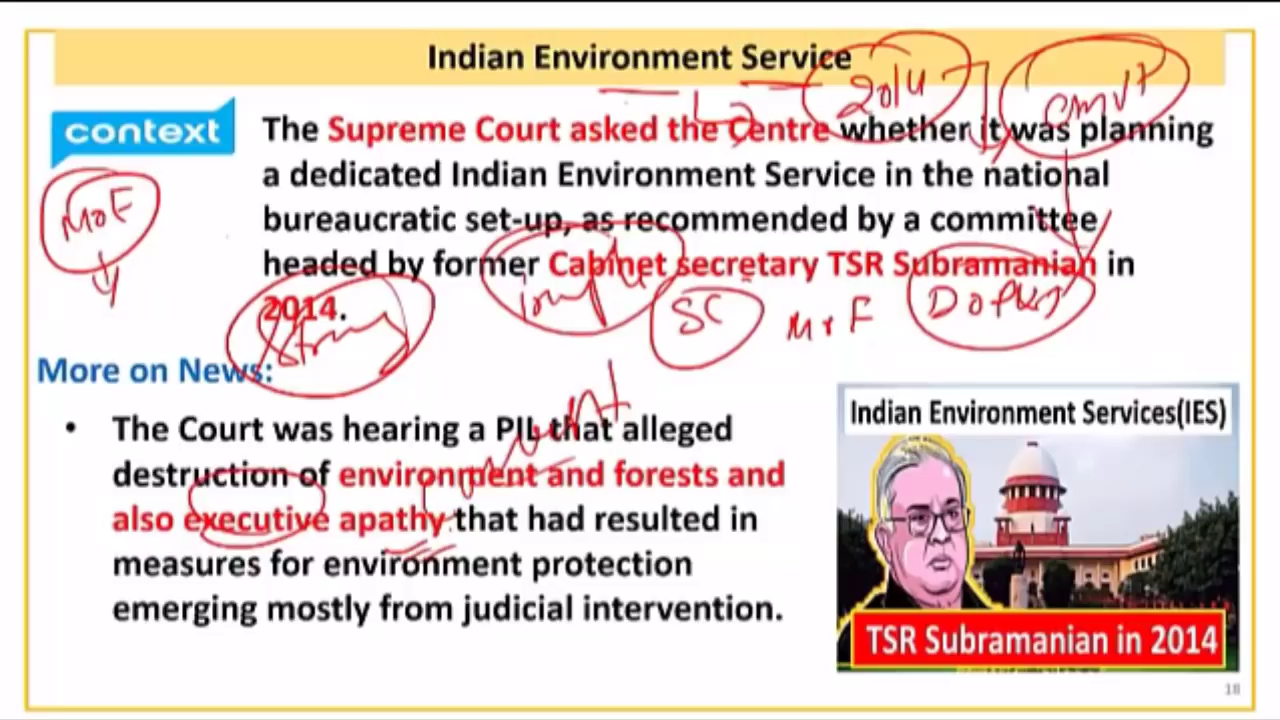 Indian Environment Service
2014
context
The Supreme Court asked the Centre whether it was planning
a dedicated Indian Environment Service in the national
MoF
bureaucratic set-up, as recommended by a committee
headed by former Cabinet secretary TSR Subramanian in
2014.
SC
MoF
More on News:
• The Court was hearing a PIL that alleged
destruction of environment and forests and
also executive apathy that had resulted in
measures for environment protection
emerging mostly from judicial intervention.
Indian Environment Services(IES)
TSR Subramanian in 2014
18